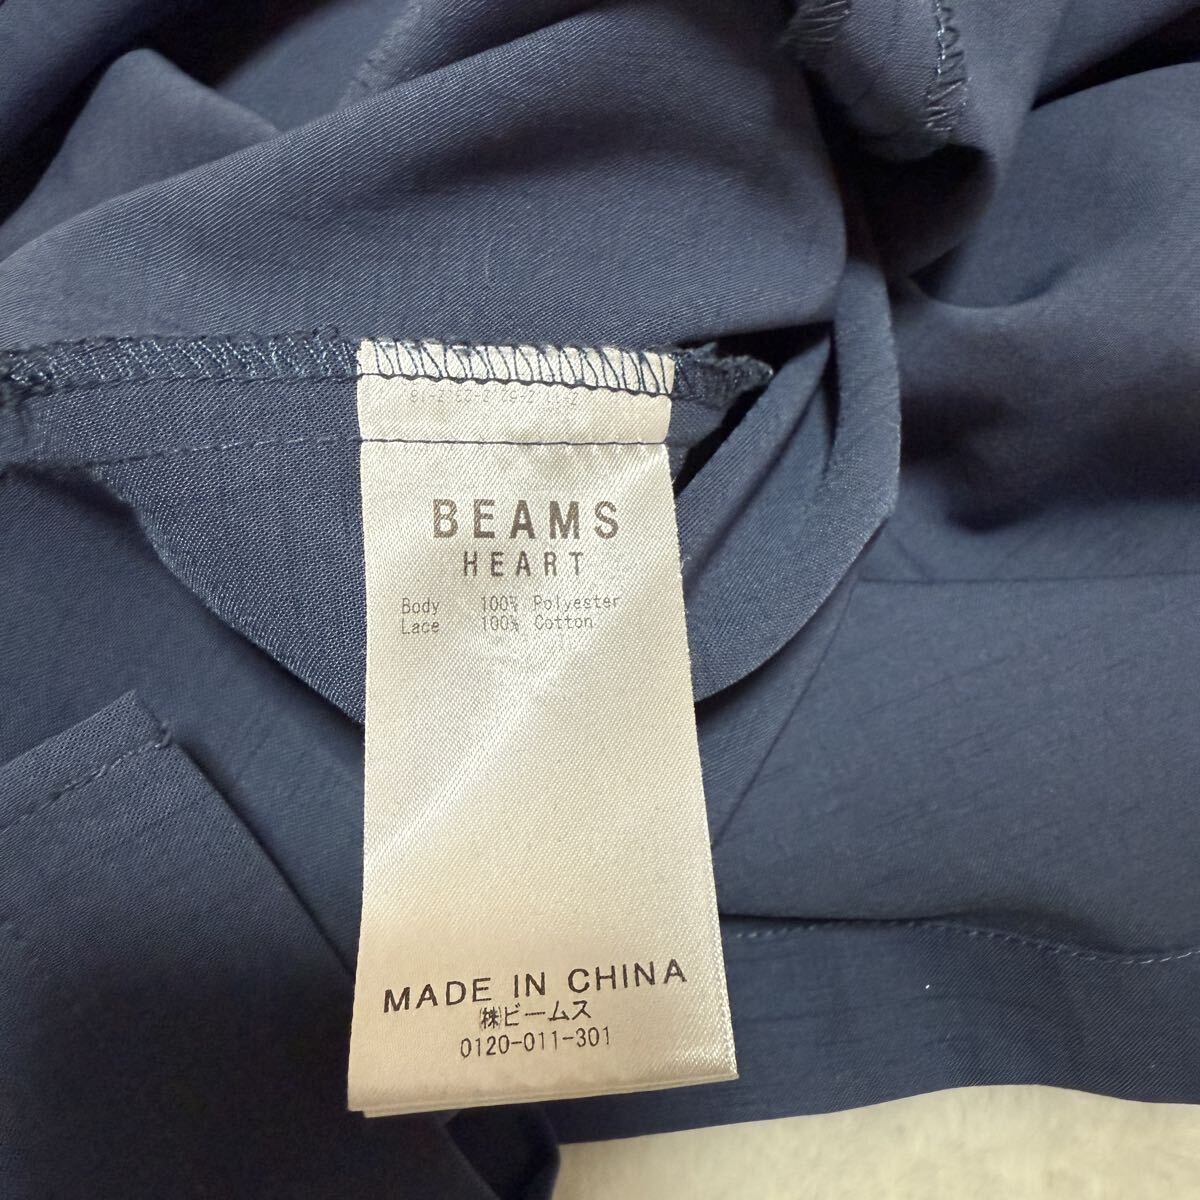 BEAMS
HEART
Body 100% Polyester
Lace 100% Cotton
MADE IN CHINA
㈱ビームス
0120-011-301